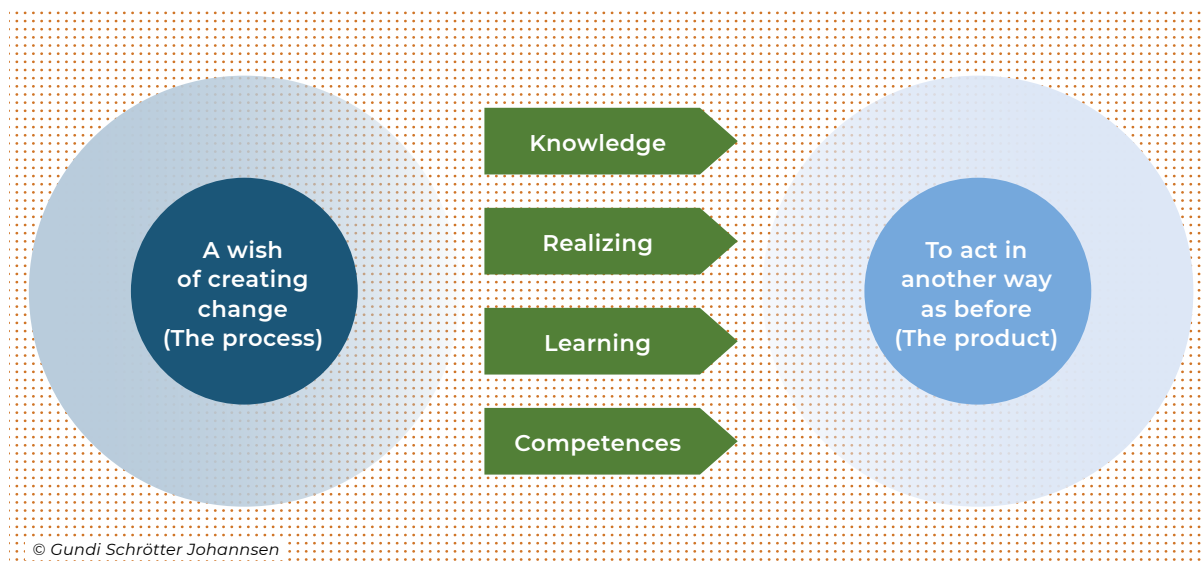 A wish
of creating
change
(The process)
Knowledge
Realizing
Learning
Competences
To act in
another way
as before
(The product)
© Gundi Schrötter Johannsen